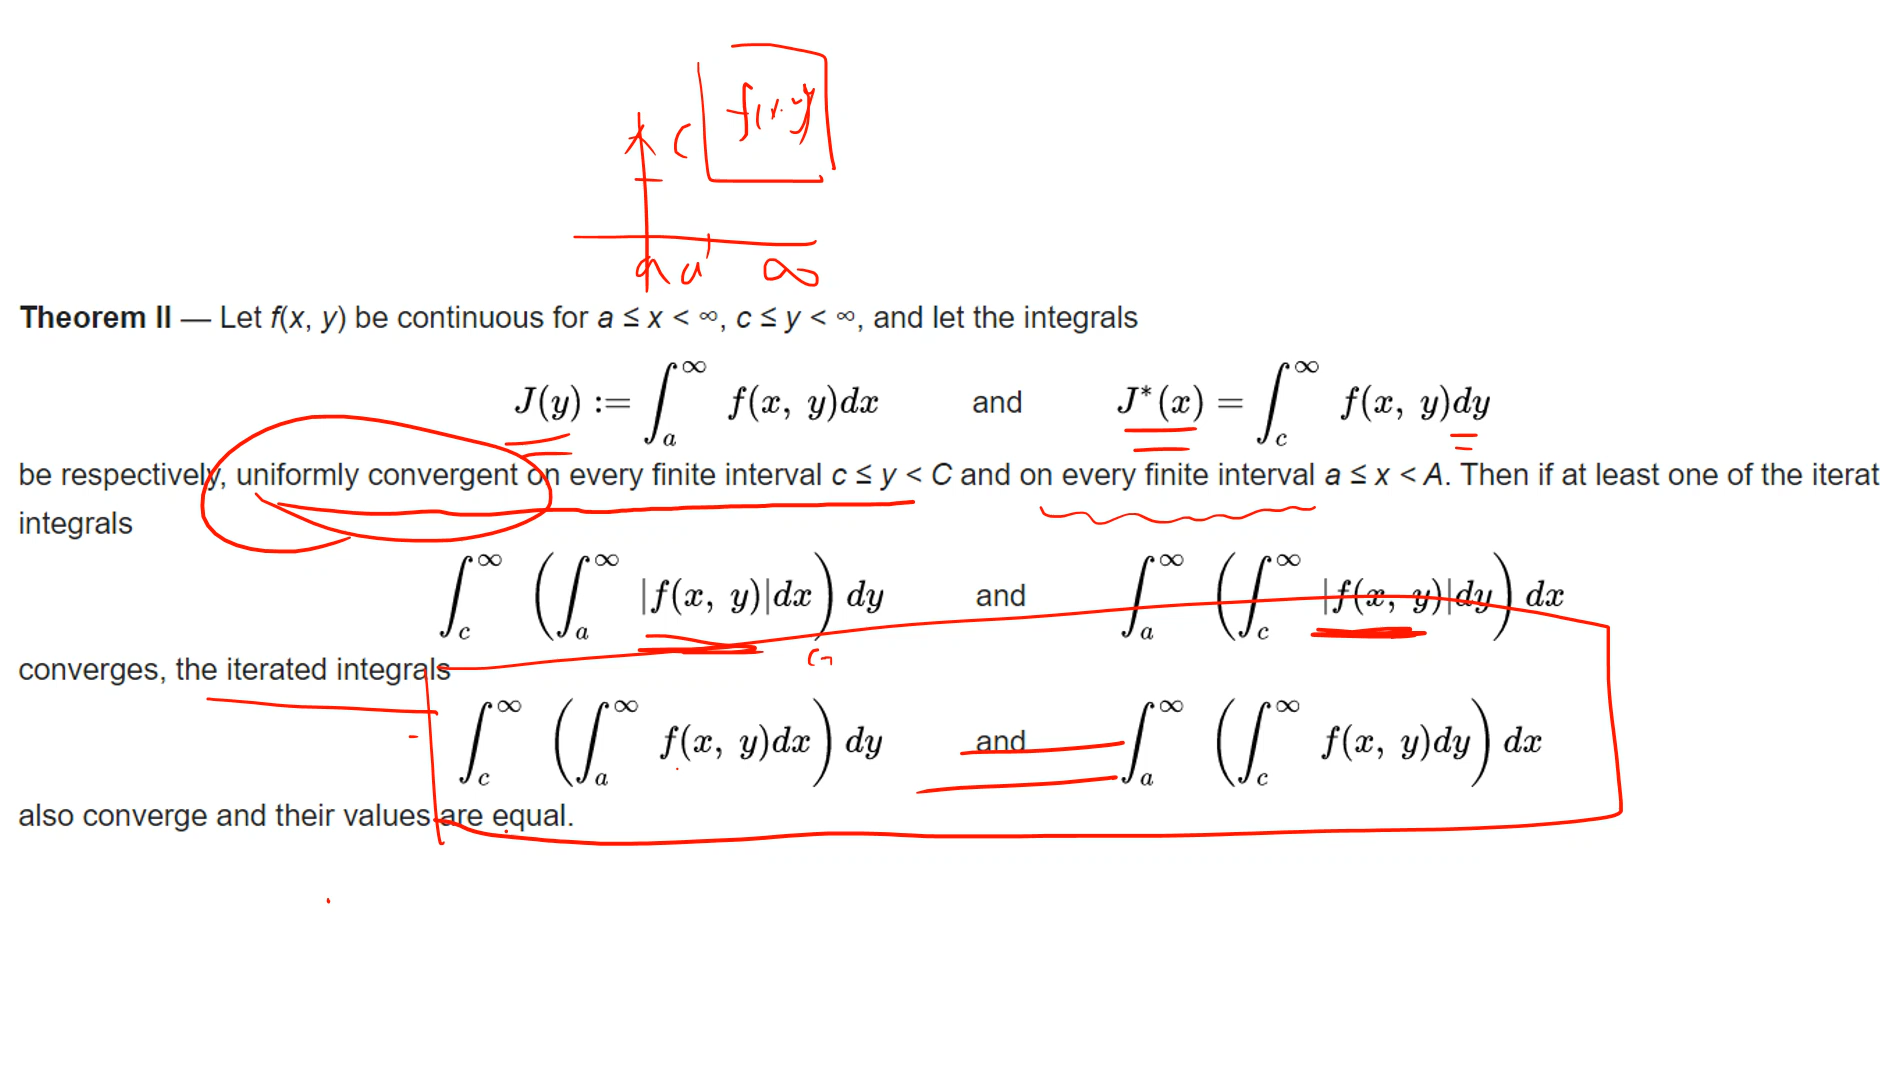 f(x,y)
C
a
∞
Theorem II — Let f(x, y) be continuous for a ≤ x < ∞, c ≤ y < ∞, and let the integrals
J(y) := ∫_a^∞ f(x, y)dx and J*(x) = ∫_c^∞ f(x, y)dy
be respectively, uniformly convergent on every finite interval c ≤ y < C and on every finite interval a ≤ x < A. Then if at least one of the iterat
integrals
∫_c^∞ (∫_a^∞ |f(x, y)|dx) dy and ∫_a^∞ (∫_c^∞ |f(x, y)|dy) dx
converges, the iterated integrals
∫_c^∞ (∫_a^∞ f(x, y)dx) dy and ∫_a^∞ (∫_c^∞ f(x, y)dy) dx
also converge and their values are equal.